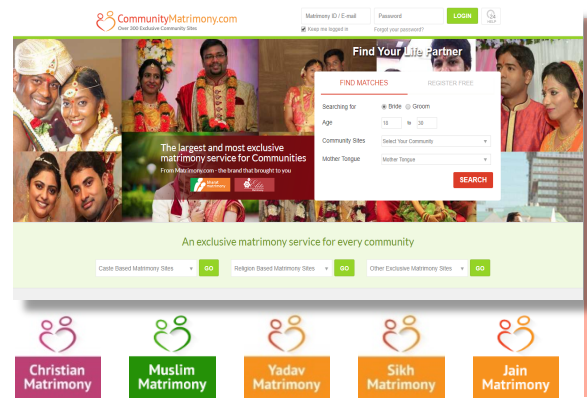 CommunityMatrimony.com
Over 300 Exclusive Community Sites
Matrimony ID / E-mail
Password
LOGIN
24
HELP
Keep me logged in
Forgot your password?
Find Your Life Partner
FIND MATCHES
REGISTER FREE
Searching for
Bride
Groom
Age
18
to
30
Community Sites
Select Your Community
Mother Tongue
Mother Tongue
SEARCH
The largest and most exclusive
matrimony service for Communities
From Matrimony.com - the brand that brought to you
bharat
matrimony
Elite
An exclusive matrimony service for every community
Caste Based Matrimony Sites
GO
Religion Based Matrimony Sites
GO
Other Exclusive Matrimony Sites
GO
Christian
Matrimony
Muslim
Matrimony
Yadav
Matrimony
Sikh
Matrimony
Jain
Matrimony